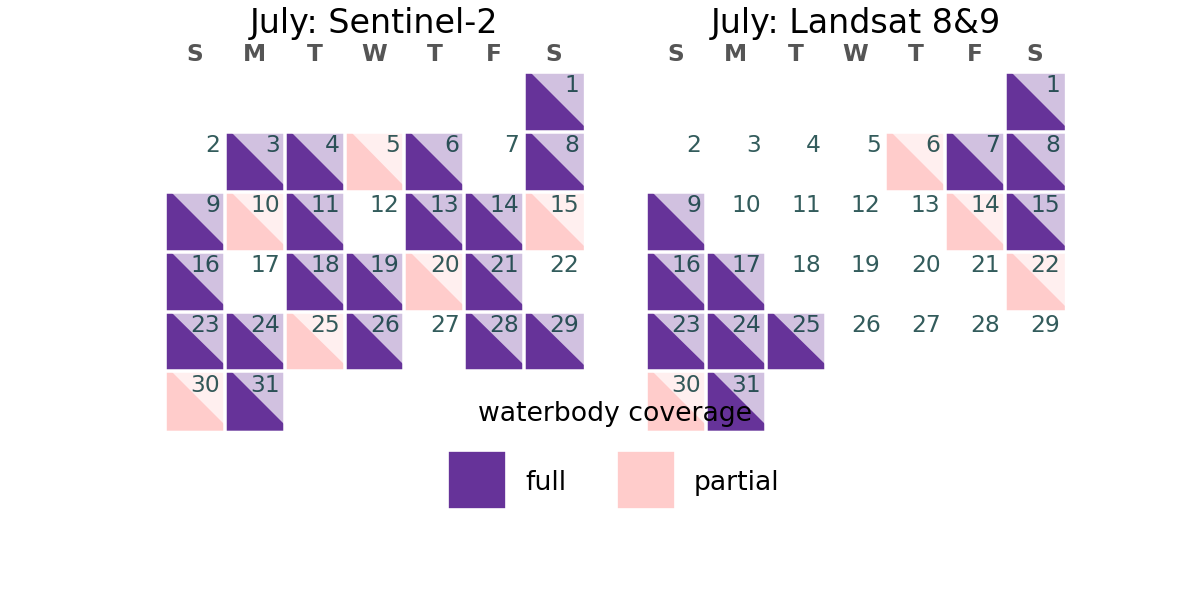 July: Sentinel-2
S M T W T F S
1
2 3 4 5 6 7 8
9 10 11 12 13 14 15
16 17 18 19 20 21 22
23 24 25 26 27 28 29
30 31
July: Landsat 8&9
S M T W T F S
1
2 3 4 5 6 7 8
9 10 11 12 13 14 15
16 17 18 19 20 21 22
23 24 25 26 27 28 29
30 31
waterbody coverage
full partial